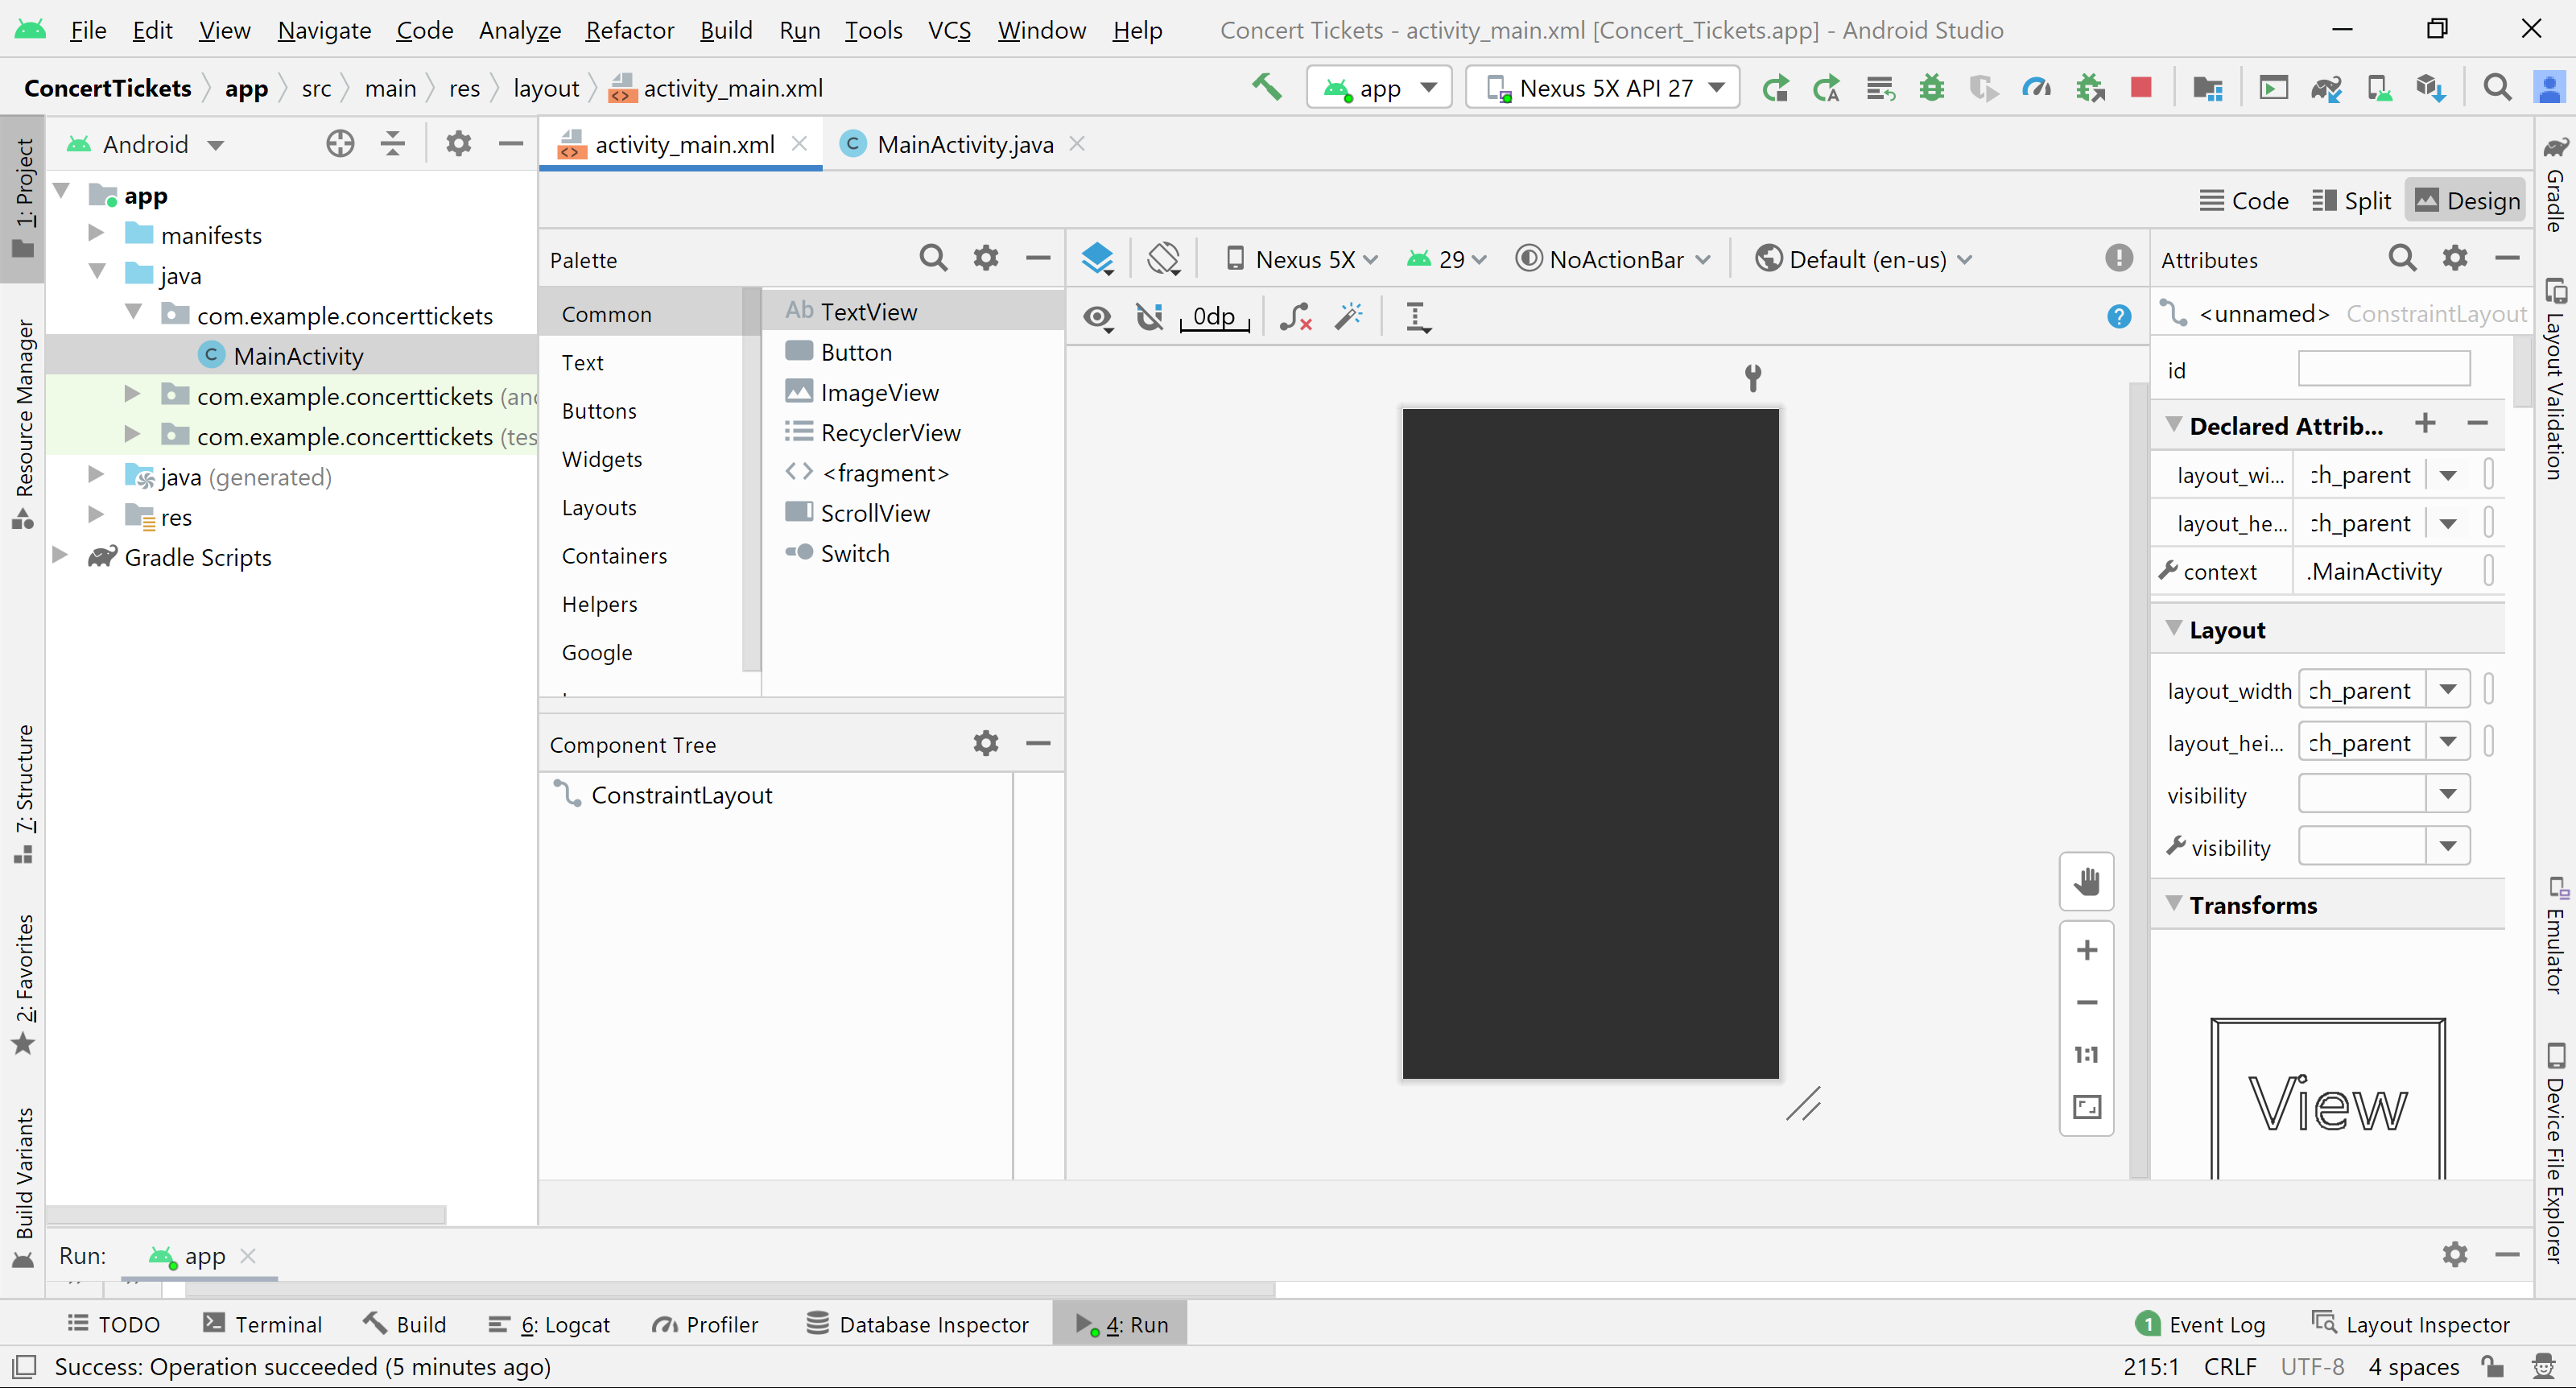 File Edit View Navigate Code Analyze Refactor Build Run Tools VCS Window Help Concert Tickets - activity_main.xml [Concert_Tickets.app] - Android Studio
ConcertTickets app src main res layout activity_main.xml app Nexus 5X API 27
1: Project
Resource Manager
7: Structure
2: Favorites
Build Variants
Android
app
manifests
java
com.example.concerttickets
MainActivity
com.example.concerttickets (and
com.example.concerttickets (tes
java (generated)
res
Gradle Scripts
activity_main.xml MainActivity.java
Code Split Design
Palette
Common
Text
Buttons
Widgets
Layouts
Containers
Helpers
Google
Ab TextView
Button
ImageView
RecyclerView
<fragment>
ScrollView
Switch
Component Tree
ConstraintLayout
Nexus 5X 29 NoActionBar Default (en-us)
0dp
1:1
Attributes
<unnamed> ConstraintLayout
id
Declared Attrib...
layout_wi... ch_parent
layout_he... ch_parent
context .MainActivity
Layout
layout_width ch_parent
layout_hei... ch_parent
visibility
visibility
Transforms
View
Gradle
Layout Validation
Emulator
Device File Explorer
Run: app
TODO Terminal Build 6: Logcat Profiler Database Inspector 4: Run 1 Event Log Layout Inspector
Success: Operation succeeded (5 minutes ago) 215:1 CRLF UTF-8 4 spaces